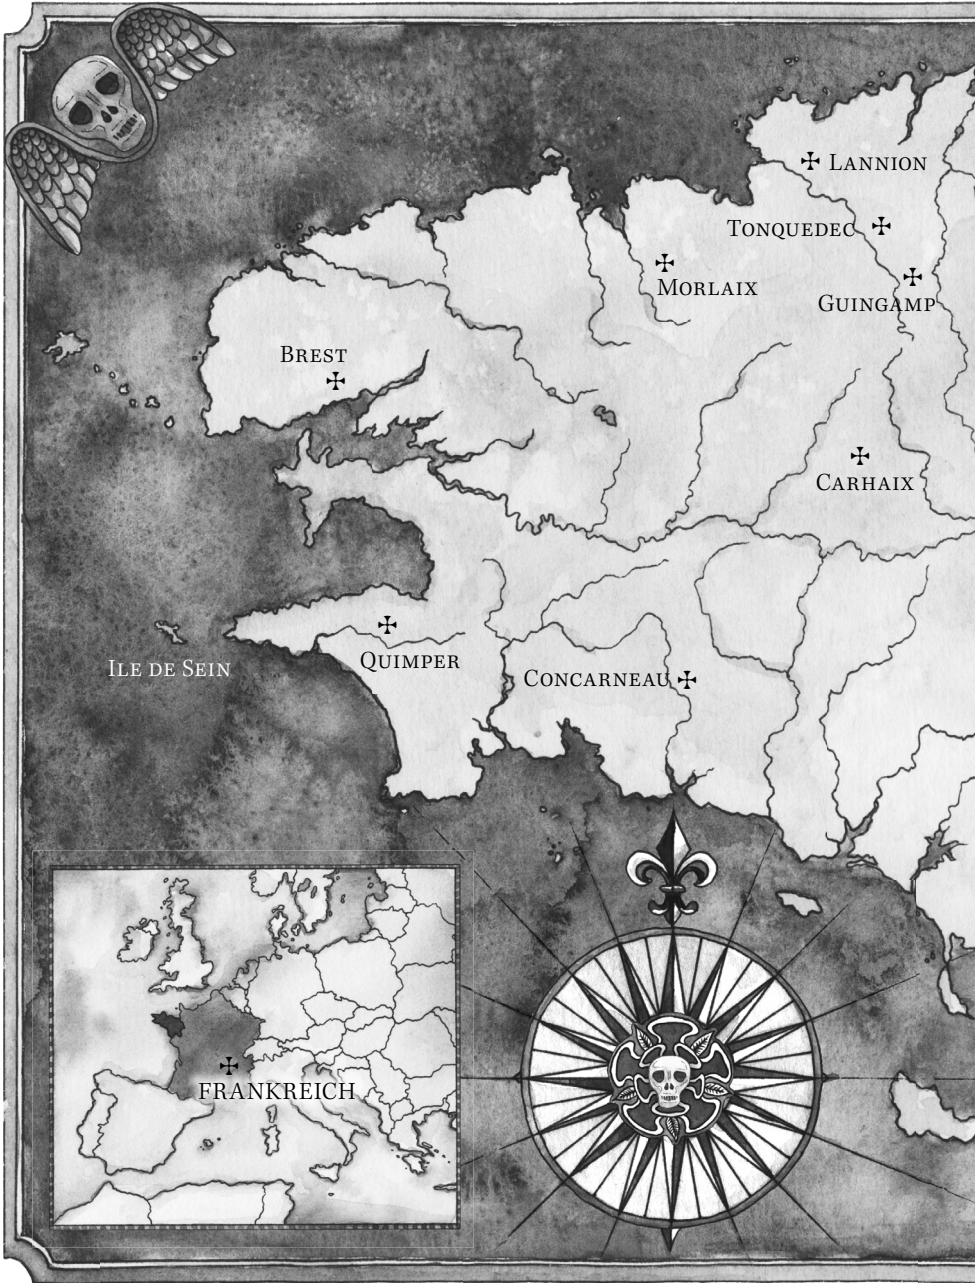 LANNION
TONQUEDEC
MORLAIX
GUINGAMP
BREST
CARHAIX
QUIMPER
ILE DE SEIN
CONCARNEAU
FRANKREICH